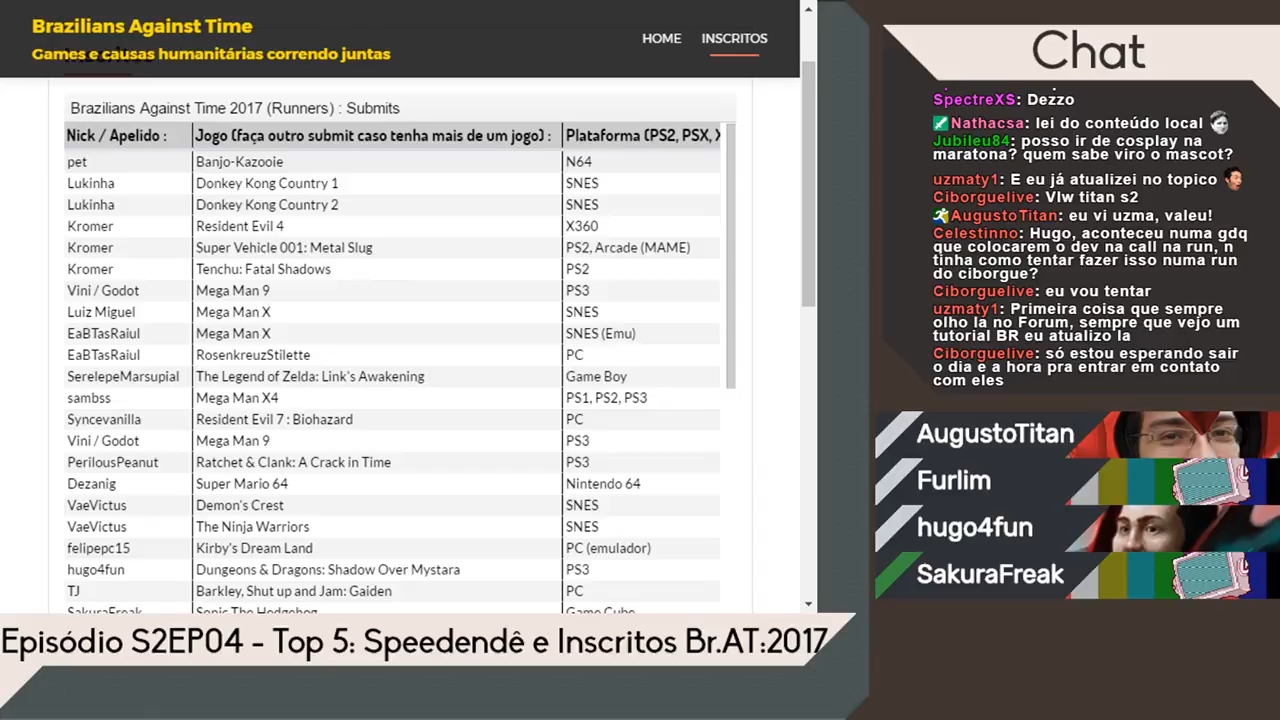 Brazilians Against Time
Games e causas humanitárias correndo juntas
HOME INSCRITOS
Brazilians Against Time 2017 (Runners) : Submits
Nick / Apelido : Jogo (faça outro submit caso tenha mais de um jogo) : Plataforma (PS2, PSX, X
pet Banjo-Kazooie N64
Lukinha Donkey Kong Country 1 SNES
Lukinha Donkey Kong Country 2 SNES
Kromer Resident Evil 4 X360
Kromer Super Vehicle 001: Metal Slug PS2, Arcade (MAME)
Kromer Tenchu: Fatal Shadows PS2
Vini / Godot Mega Man 9 PS3
Luiz Miguel Mega Man X SNES
EaBTasRaiul Mega Man X SNES (Emu)
EaBTasRaiul RosenkreuzStilette PC
SerelepeMarsupial The Legend of Zelda: Link's Awakening Game Boy
sambss Mega Man X4 PS1, PS2, PS3
Syncevanilla Resident Evil 7 : Biohazard PC
Vini / Godot Mega Man 9 PS3
PerilousPeanut Ratchet & Clank: A Crack in Time PS3
Dezanig Super Mario 64 Nintendo 64
VaeVictus Demon's Crest SNES
VaeVictus The Ninja Warriors SNES
felipepc15 Kirby's Dream Land PC (emulador)
hugo4fun Dungeons & Dragons: Shadow Over Mystara PS3
TJ Barkley, Shut up and Jam: Gaiden PC
SakuraFreak Sonic The Hedgehog Game Cube
Episódio S2EP04 - Top 5: Speedendê e Inscritos Br.AT:2017
Chat
SpectreXS: Dezzo
Nathacsa: lei do conteúdo local
Jubileu84: posso ir de cosplay na
maratona? quem sabe viro o mascot?
uzmaty1: E eu já atualizei no topico
Ciborguelive: Vlw titan s2
AugustoTitan: eu vi uzma, valeu!
Celestinno: Hugo, aconteceu numa gdq
que colocarem o dev na call na run, n
tinha como tentar fazer isso numa run
do ciborgue?
Ciborguelive: eu vou tentar
uzmaty1: Primeira coisa que sempre
olho la no Forum, sempre que vejo um
tutorial BR eu atualizo la
Ciborguelive: só estou esperando sair
o dia e a hora pra entrar em contato
com eles
AugustoTitan
Furlim
hugo4fun
SakuraFreak